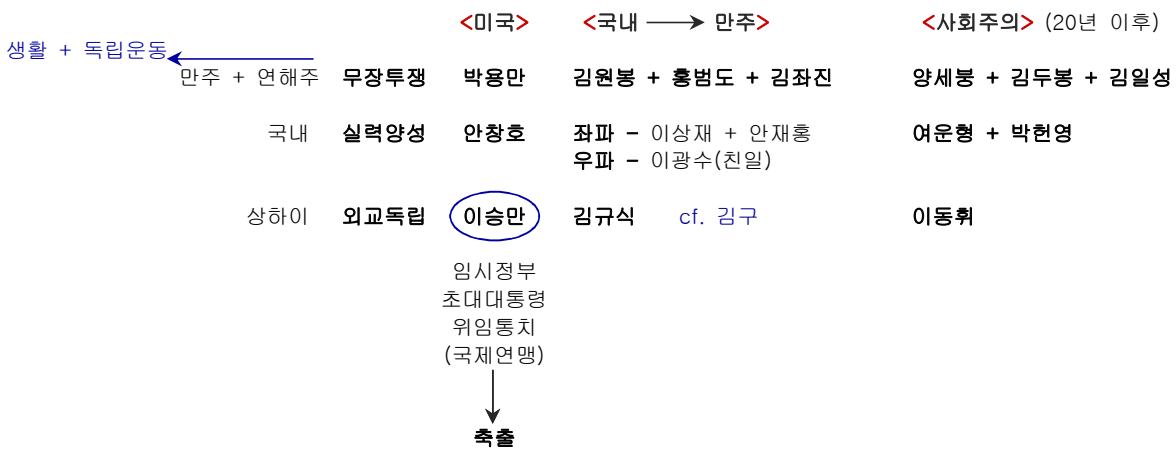 <미국> <국내 → 만주> <사회주의> (20년 이후)
생활 + 독립운동
만주 + 연해주 무장투쟁 박용만 김원봉 + 홍범도 + 김좌진 양세봉 + 김두봉 + 김일성
국내 실력양성 안창호 좌파 - 이상재 + 안재홍 여운형 + 박헌영
우파 - 이광수(친일)
상하이 외교독립 이승만 김규식 cf. 김구 이동휘
임시정부
초대대통령
위임통치
(국제연맹)
축출